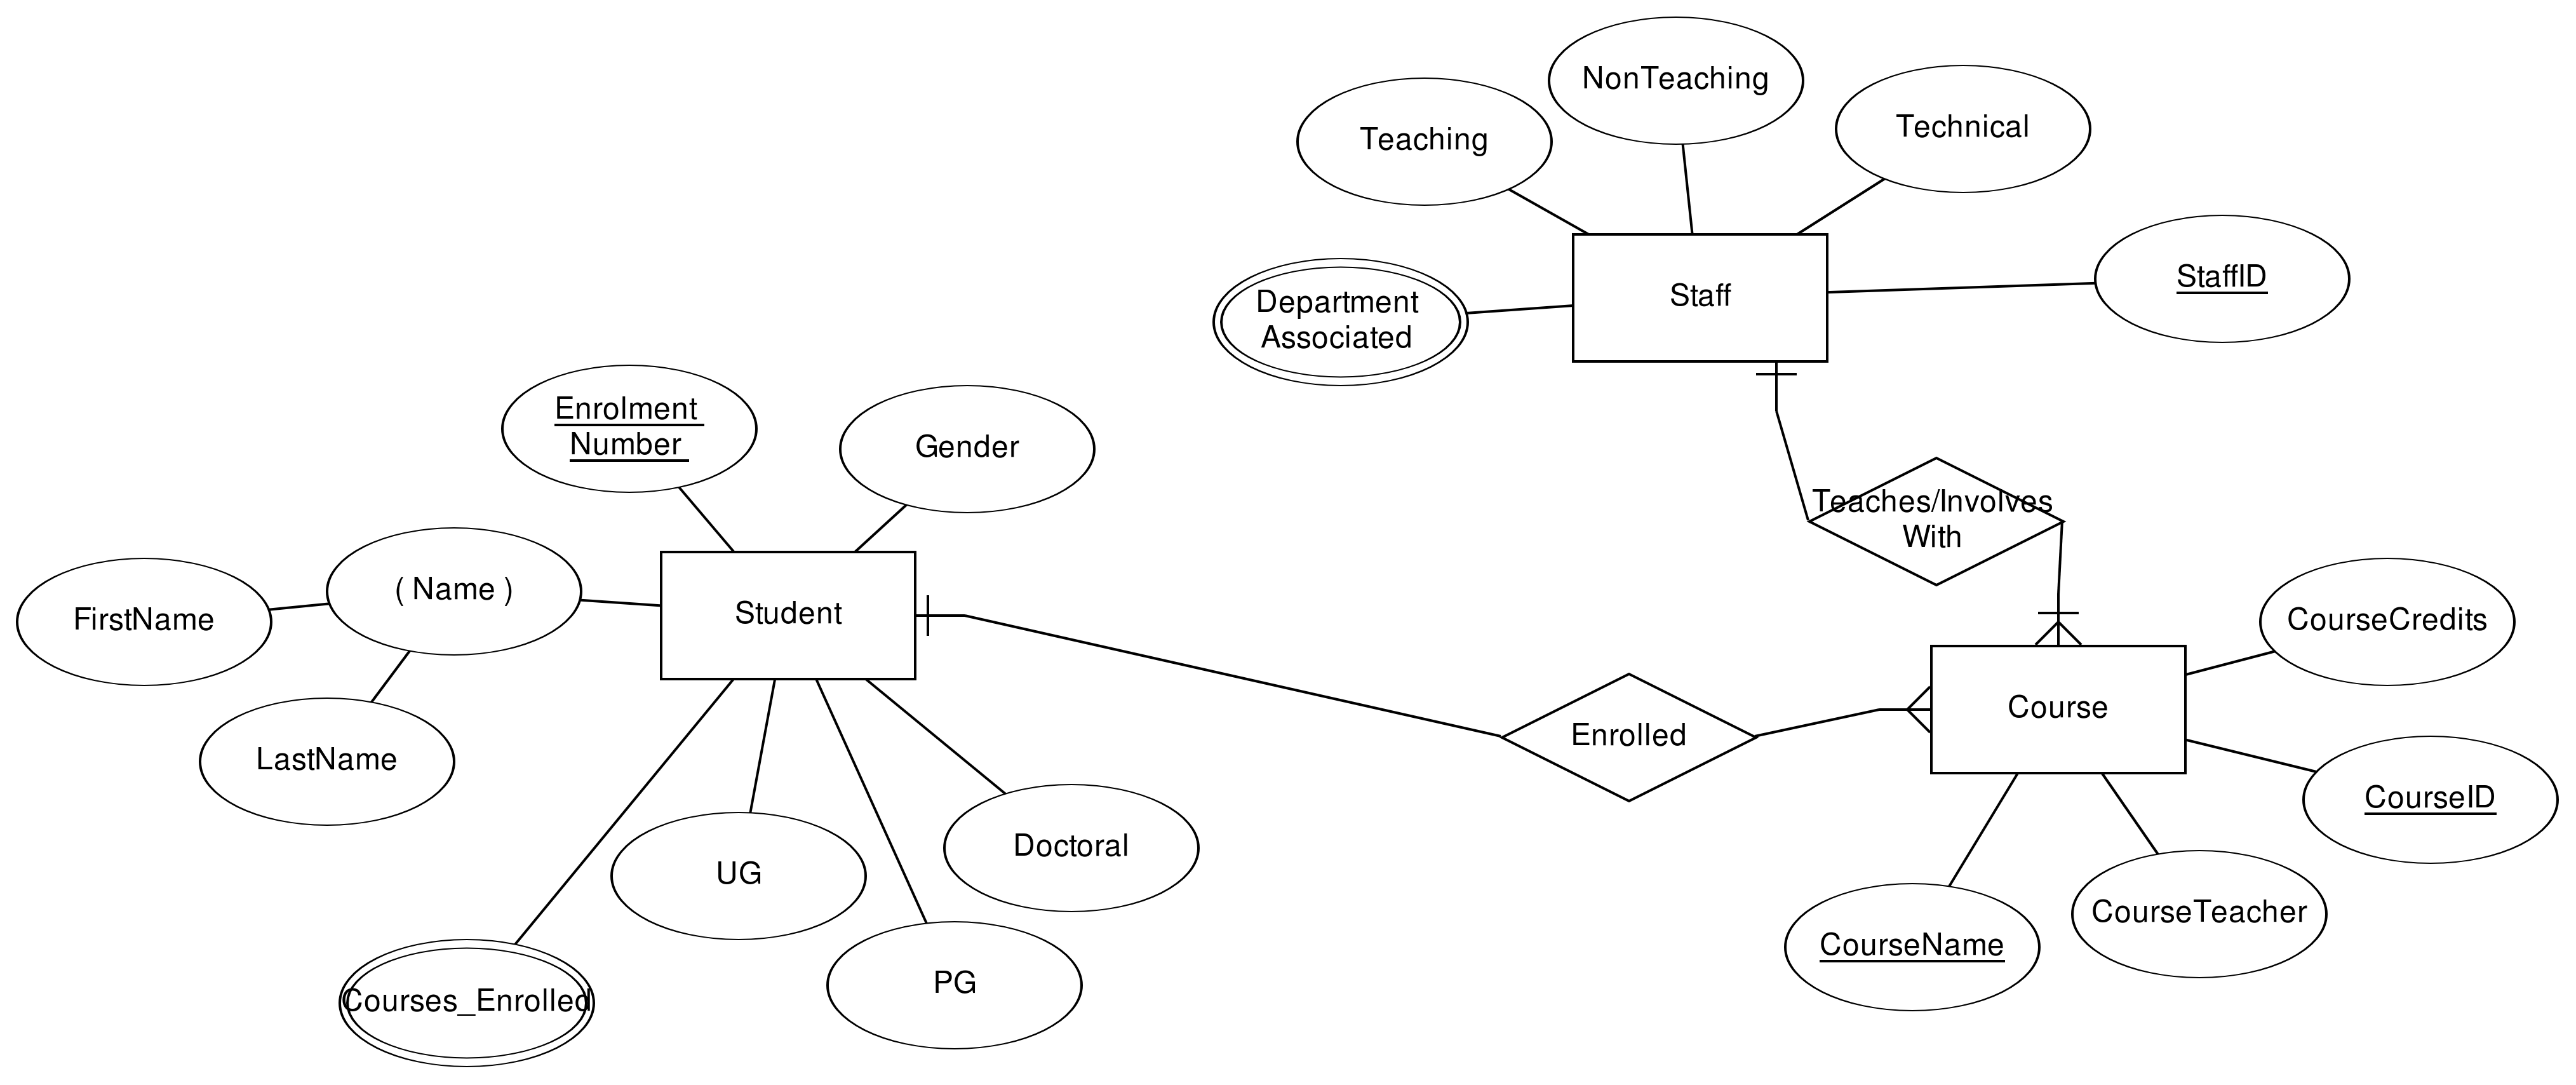 NonTeaching
Technical
Teaching
StaffID
Staff
Department
Associated
Enrolment
Number
Gender
Teaches/Involves
With
( Name )
FirstName
Student
CourseCredits
Course
Enrolled
LastName
CourseID
Doctoral
UG
CourseTeacher
CourseName
PG
Courses_Enrolled